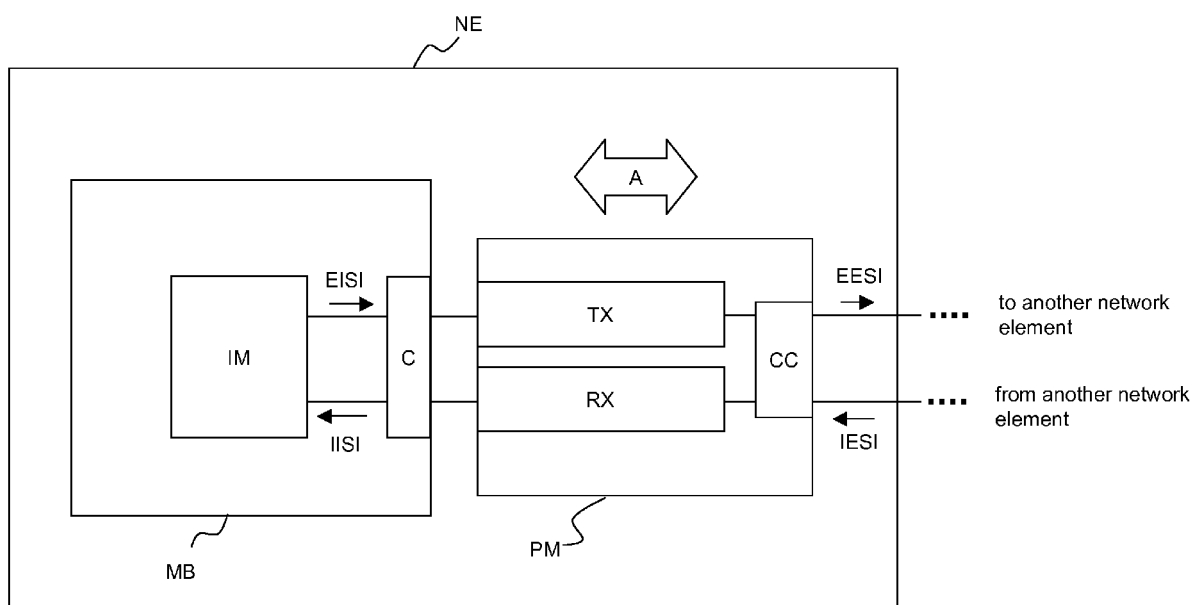 NE
A
EISI
EESI
TX
to another network
element
IM
C
CC
RX
from another network
element
IISI
IESI
PM
MB